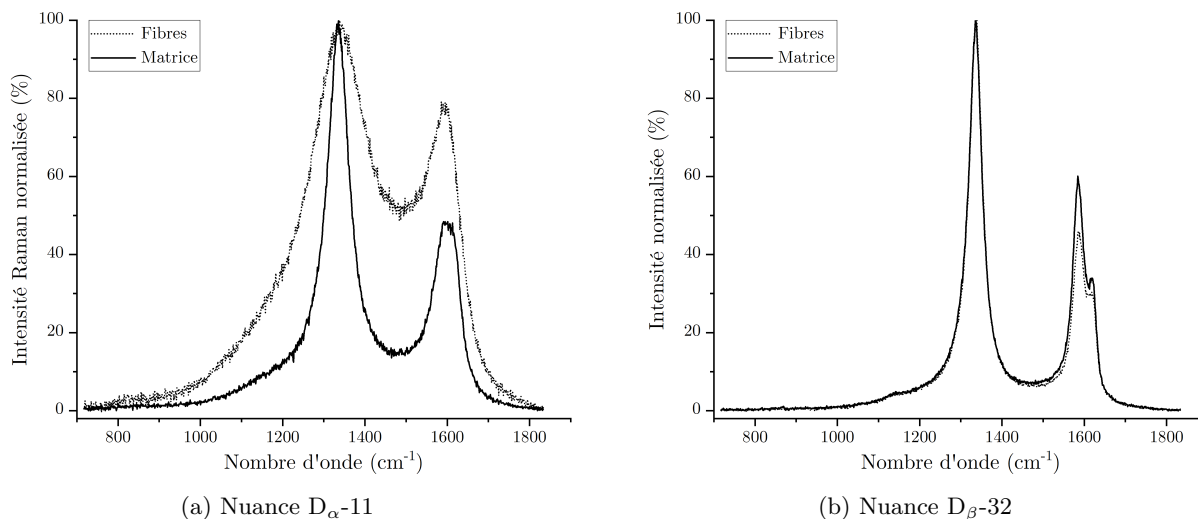 Intensité Raman normalisée (%)
100
80
60
40
20
0
Fibres
Matrice
800 1000 1200 1400 1600 1800
Nombre d'onde (cm⁻¹)
(a) Nuance Dα-11
Intensité normalisée (%)
100
80
60
40
20
0
Fibres
Matrice
800 1000 1200 1400 1600 1800
Nombre d'onde (cm⁻¹)
(b) Nuance Dβ-32